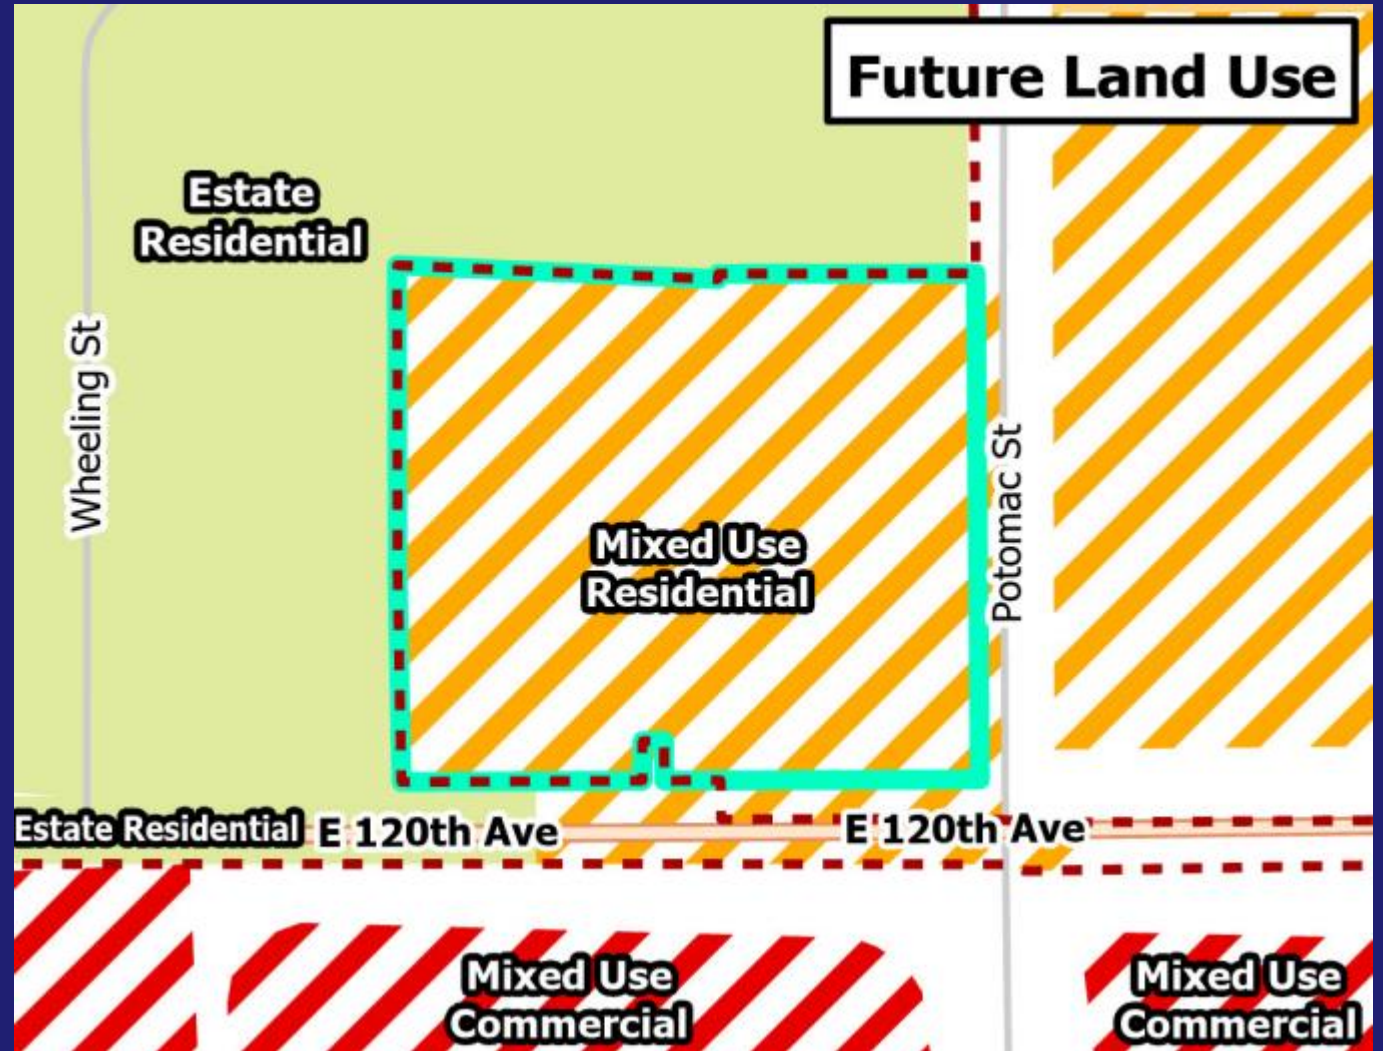 Future Land Use
Estate
Residential
Wheeling St
Potomac St
Mixed Use
Residential
Estate Residential
E 120th Ave
E 120th Ave
Mixed Use
Commercial
Mixed Use
Commercial